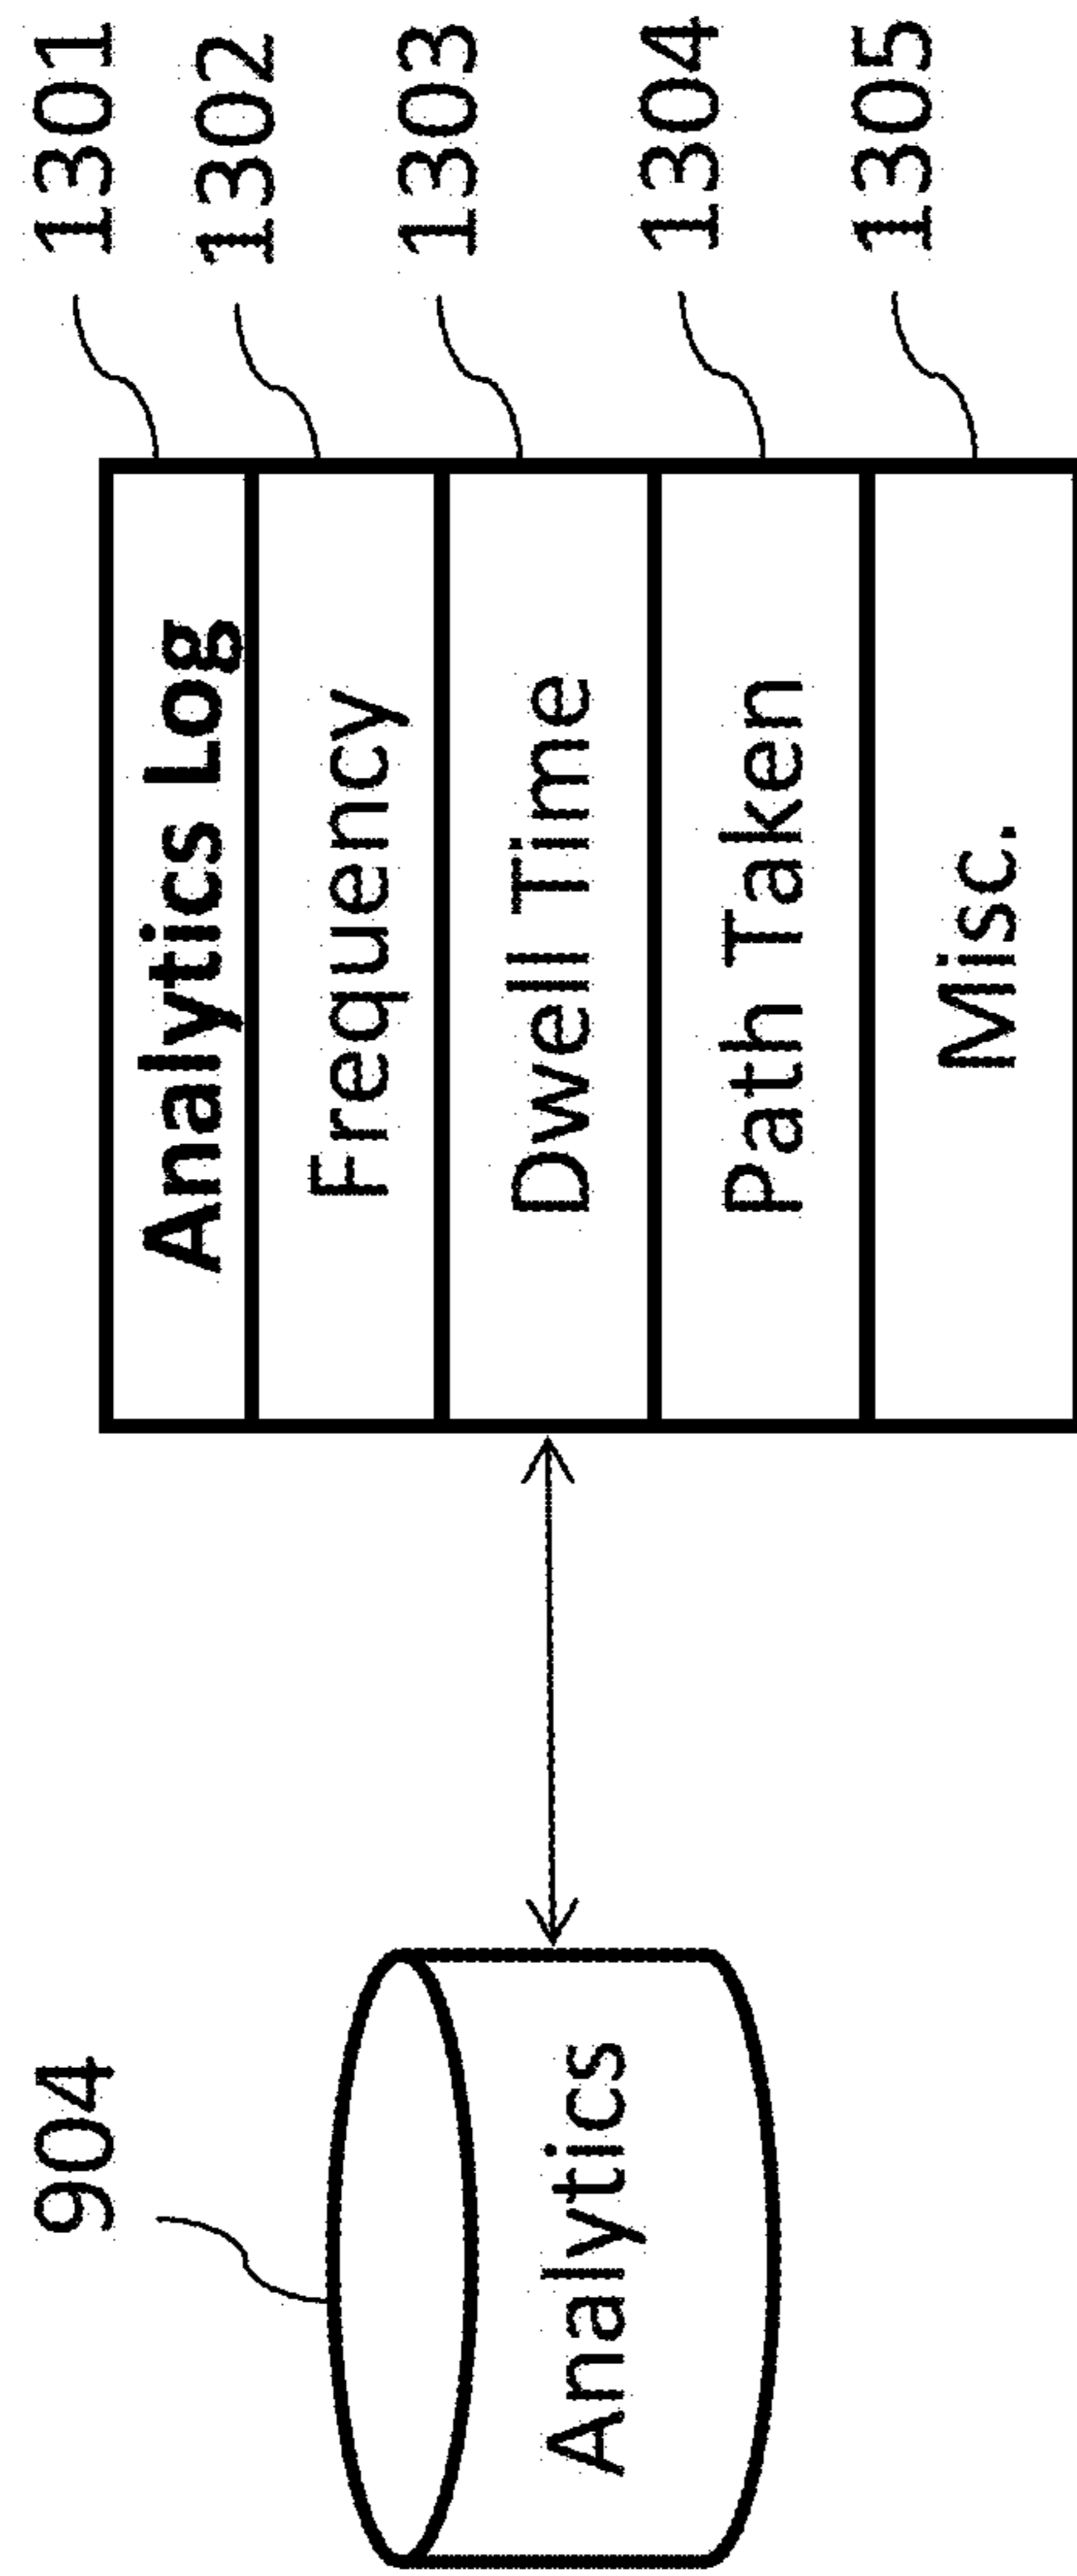 904
Analytics
Analytics Log
1301
Frequency
1302
Dwell Time
1303
Path Taken
1304
Misc.
1305